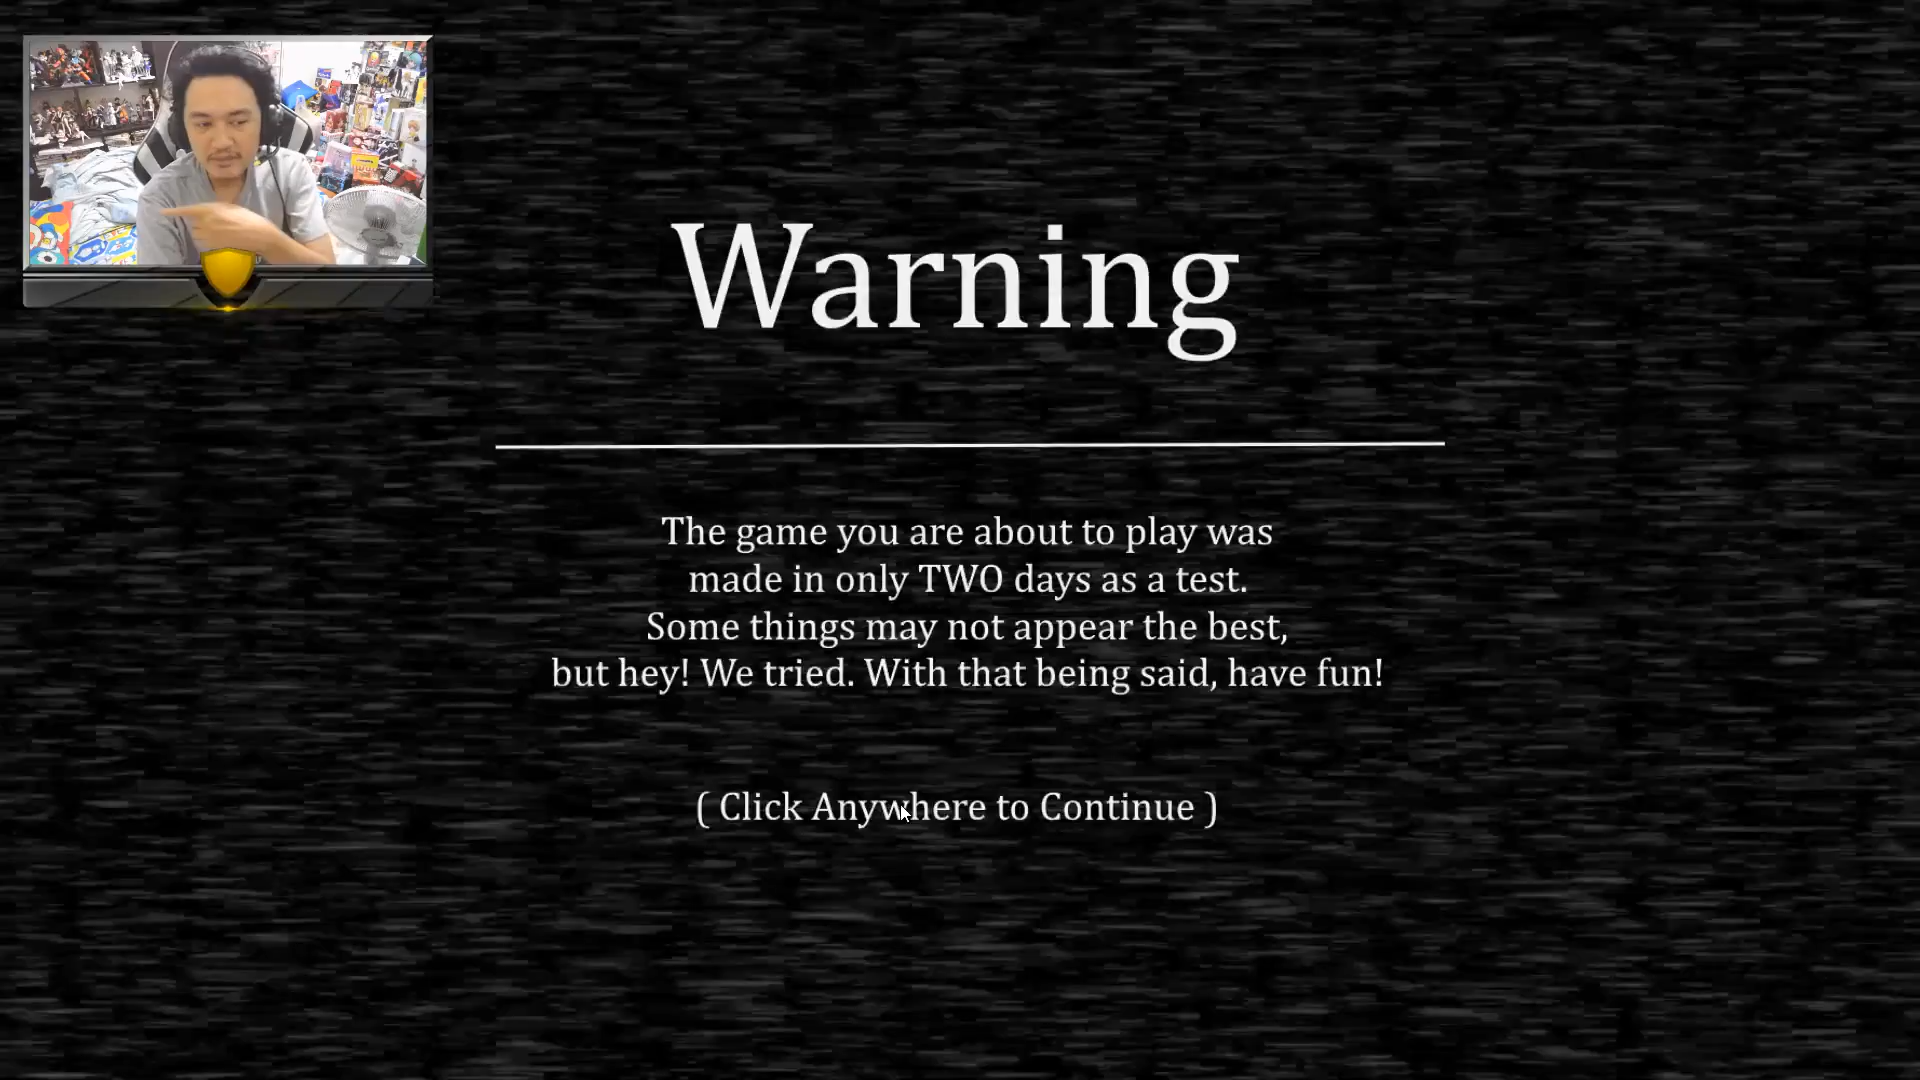 Warning
The game you are about to play was
made in only TWO days as a test.
Some things may not appear the best,
but hey! We tried. With that being said, have fun!
( Click Anywhere to Continue )